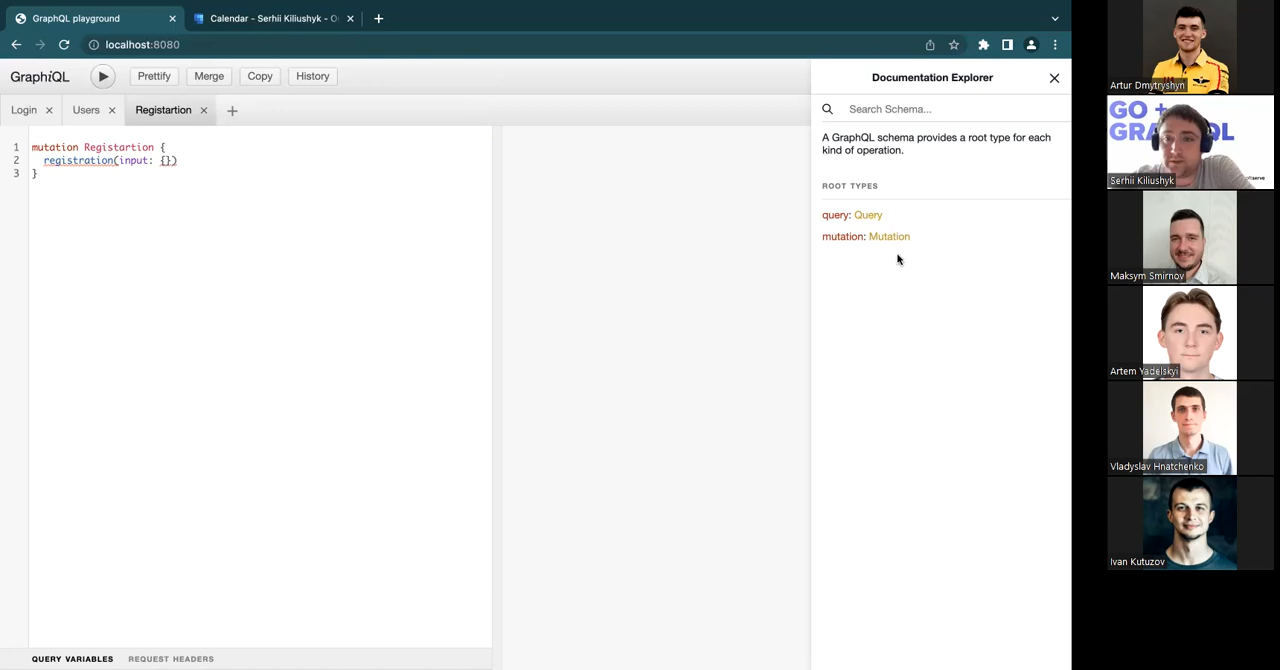 GraphQL playground
Calendar - Serhii Kiliushyk - O
localhost:8080
GraphiQL
Prettify
Merge
Copy
History
Login
Users
Registartion
1 mutation Registartion {
2 registration(input: {})
3 }
QUERY VARIABLES
REQUEST HEADERS
Documentation Explorer
Search Schema...
A GraphQL schema provides a root type for each
kind of operation.
ROOT TYPES
query: Query
mutation: Mutation
Artur Dmytryshyn
GO +
GRA QL
Serhii Kiliushyk
Maksym Smirnov
Artem Yadelskyi
Vladyslav Hnatchenko
Ivan Kutuzov